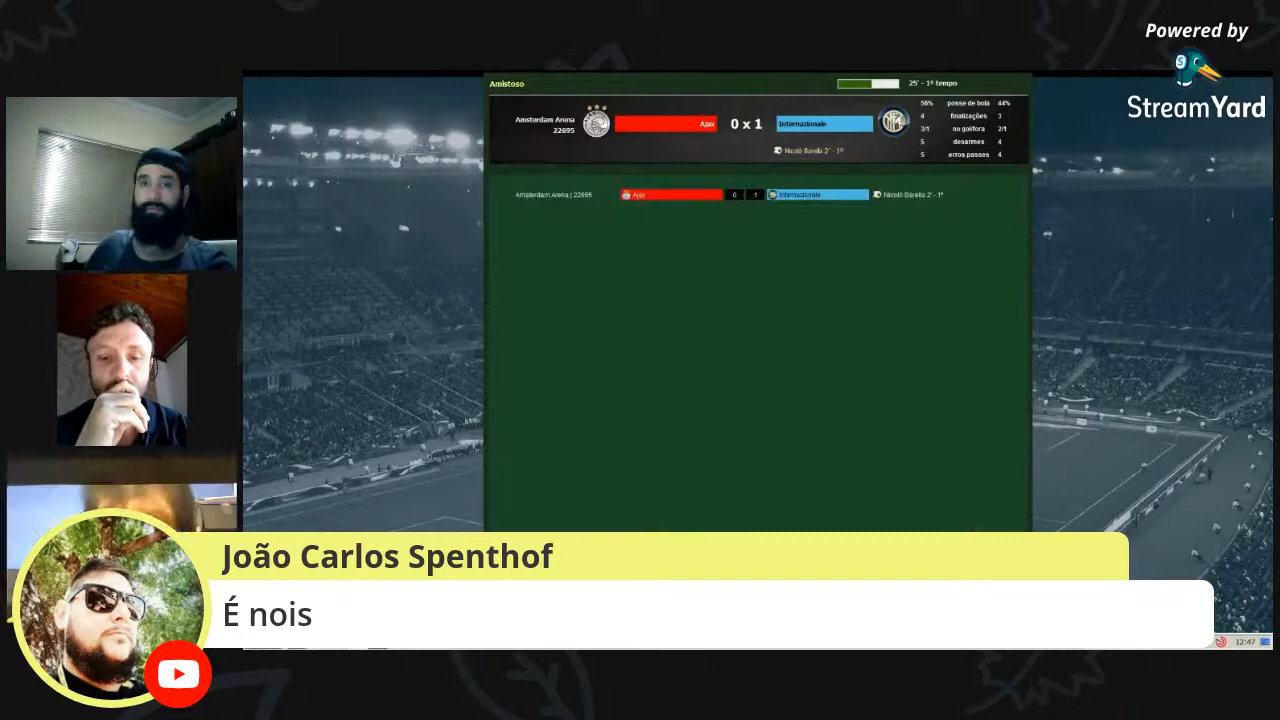 Powered by
StreamYard
Amistoso
25' - 1º tempo
Amsterdam Arena
22695
Ajax
0 x 1
Internazionale
Nicolò Barella 2' - 1º
56% posse de bola 44%
4 finalizações 3
3/1 no gol/fora 2/1
5 desarmes 4
5 erros passes 4
Amsterdam Arena | 22695 Ajax 0 1 Internazionale Nicolò Barella 2' - 1º
João Carlos Spenthof
É nois
12:47